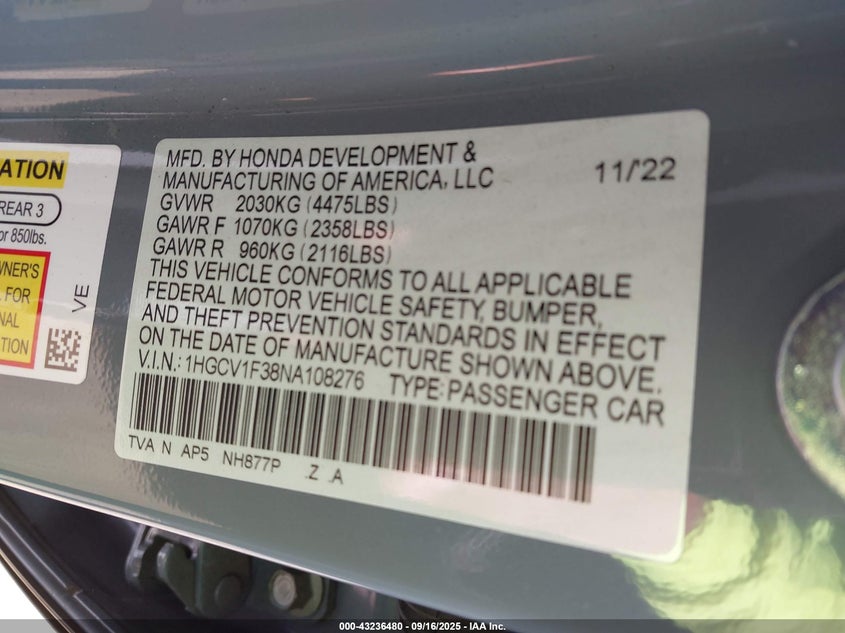 ATION
REAR 3
or 850lbs.
WNER'S
FOR
NAL
ATION
VE
MFD. BY HONDA DEVELOPMENT &
MANUFACTURING OF AMERICA, LLC 11/'22
GVWR 2030KG (4475LBS)
GAWR F 1070KG (2358LBS)
GAWR R 960KG (2116LBS)
THIS VEHICLE CONFORMS TO ALL APPLICABLE
FEDERAL MOTOR VEHICLE SAFETY, BUMPER,
AND THEFT PREVENTION STANDARDS IN EFFECT
ON THE DATE OF MANUFACTURE SHOWN ABOVE.
V.I.N.: 1HGCV1F38NA108276 TYPE: PASSENGER CAR
TVA N AP5 NH877P .Z .A
000-43236480 - 09/16/2025 - IAA Inc.